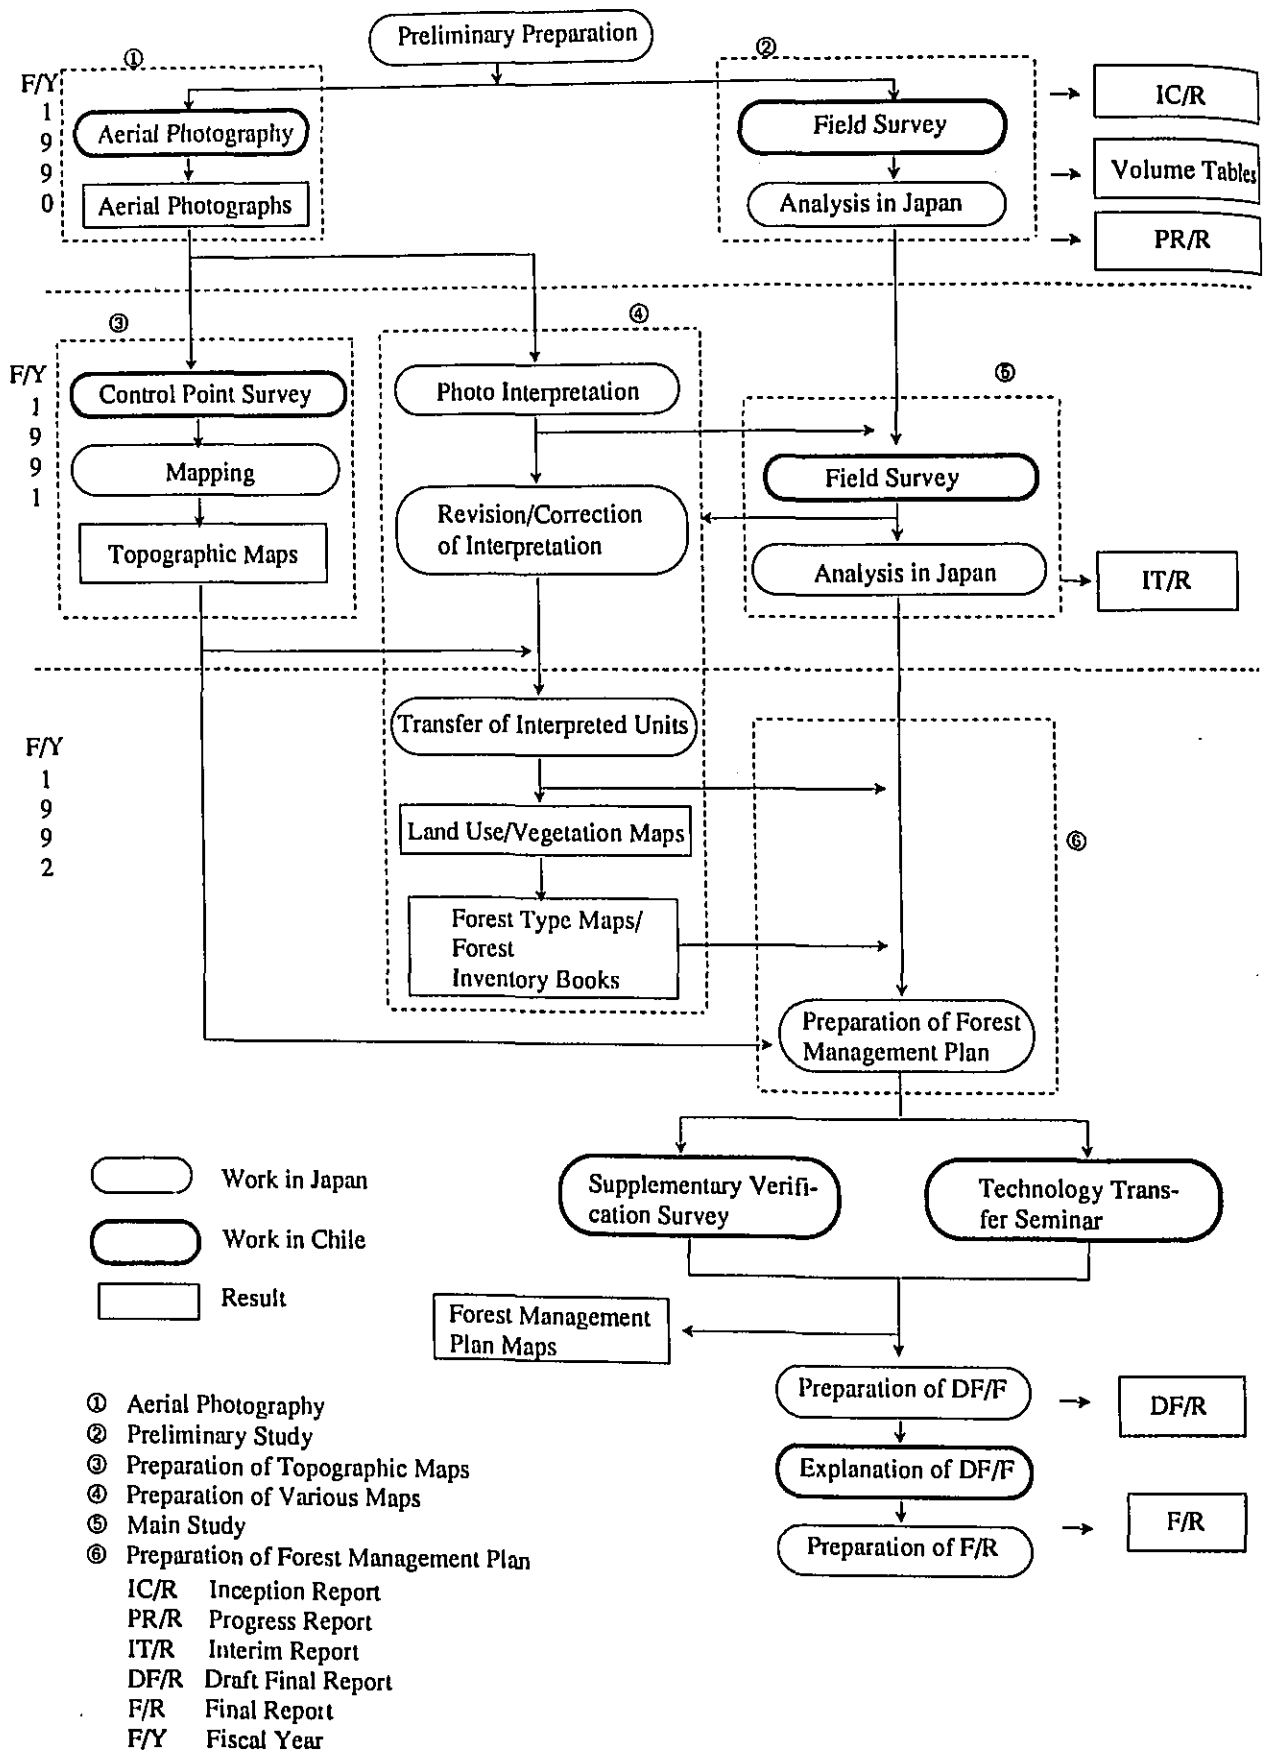 Preliminary Preparation
①
②
F/Y
1
9
9
0
Aerial Photography
Aerial Photographs
Field Survey
Analysis in Japan
IC/R
Volume Tables
PR/R
③
④
⑤
F/Y
1
9
9
1
Control Point Survey
Mapping
Topographic Maps
Photo Interpretation
Revision/Correction
of Interpretation
Field Survey
Analysis in Japan
IT/R
F/Y
1
9
9
2
Transfer of Interpreted Units
Land Use/Vegetation Maps
Forest Type Maps/
Forest
Inventory Books
⑥
Preparation of Forest
Management Plan
Supplementary Verifi-
cation Survey
Technology Trans-
fer Seminar
Work in Japan
Work in Chile
Result
Forest Management
Plan Maps
Preparation of DF/F
DF/R
Explanation of DF/F
Preparation of F/R
F/R
① Aerial Photography
② Preliminary Study
③ Preparation of Topographic Maps
④ Preparation of Various Maps
⑤ Main Study
⑥ Preparation of Forest Management Plan
IC/R Inception Report
PR/R Progress Report
IT/R Interim Report
DF/R Draft Final Report
F/R Final Report
F/Y Fiscal Year